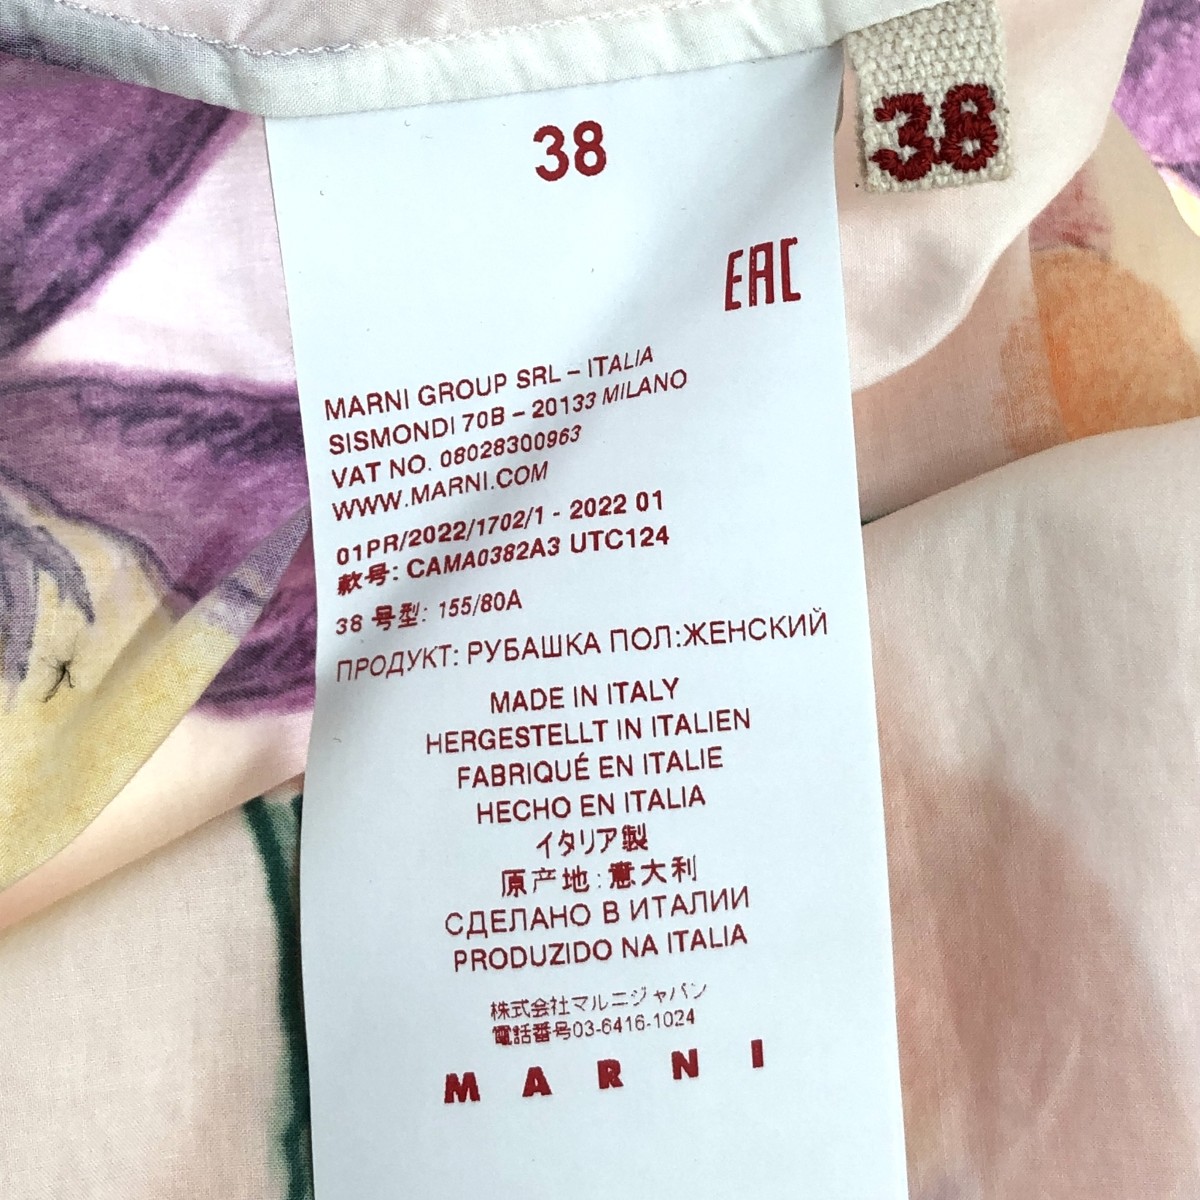 38
38
EAC
MARNI GROUP SRL – ITALIA
SISMONDI 70B – 20133 MILANO
VAT NO. 08028300963
WWW.MARNI.COM
01PR/2022/1702/1 - 2022 01
款号: CAMA0382A3 UTC124
38 号型: 155/80A
ПРОДУКТ: РУБАШКА ПОЛ:ЖЕНСКИЙ
MADE IN ITALY
HERGESTELLT IN ITALIEN
FABRIQUÉ EN ITALIE
HECHO EN ITALIA
イタリア製
原产地: 意大利
СДЕЛАНО В ИТАЛИИ
PRODUZIDO NA ITALIA
株式会社マルニジャパン
電話番号03-6416-1024
MARNI